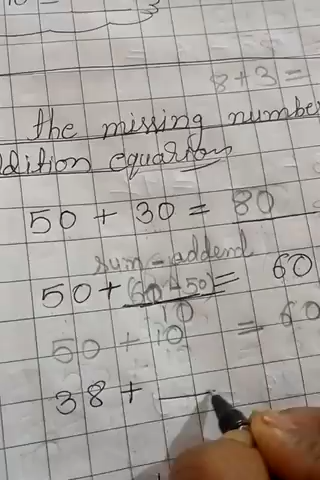 8 + 3 =
the missing number
dition equations
50 + 30 = 80
sum - addend
50 + (60 - 50) = 60
10
50 + 10 = 60
38 +